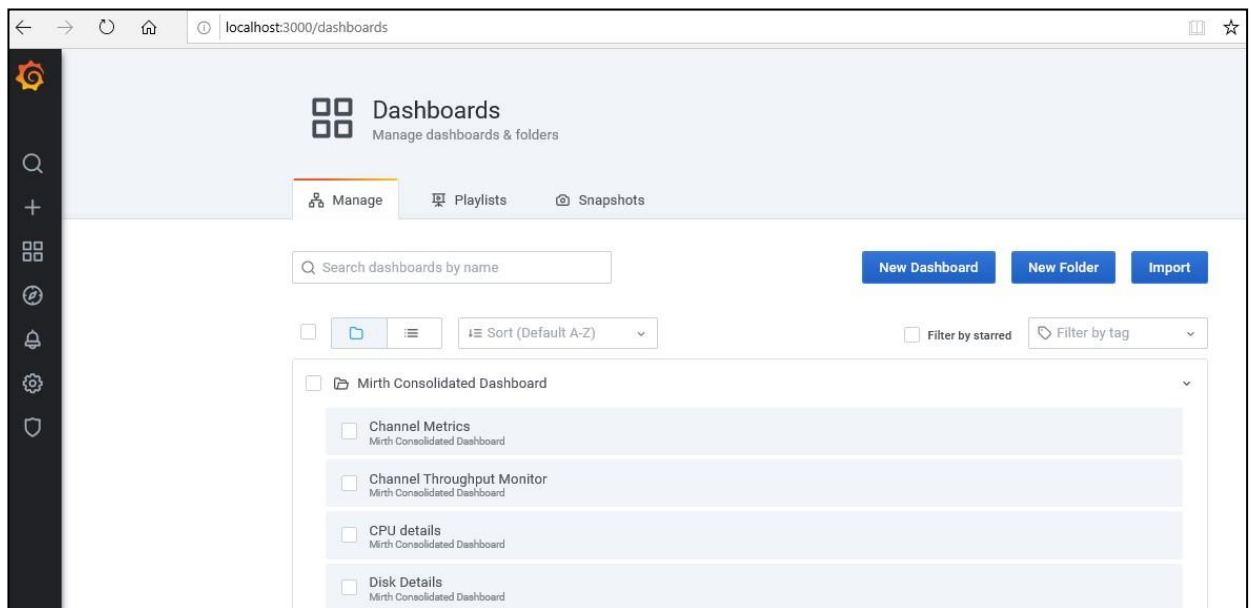 localhost:3000/dashboards
Dashboards
Manage dashboards & folders
Manage Playlists Snapshots
Search dashboards by name New Dashboard New Folder Import
Sort (Default A-Z) Filter by starred Filter by tag
Mirth Consolidated Dashboard
Channel Metrics
Mirth Consolidated Dashboard
Channel Throughput Monitor
Mirth Consolidated Dashboard
CPU details
Mirth Consolidated Dashboard
Disk Details
Mirth Consolidated Dashboard